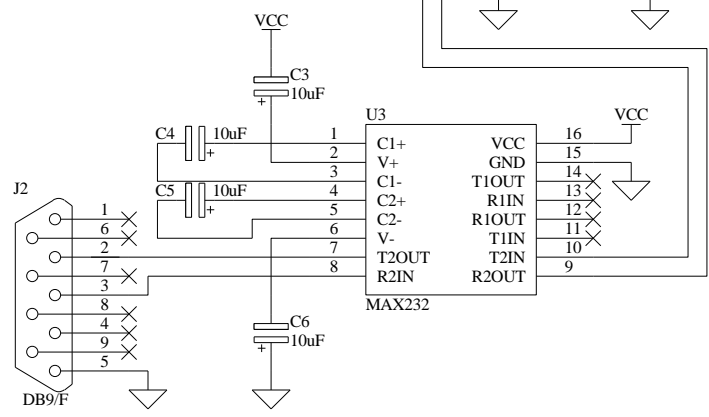 VCC
C3
10uF
+
C4
10uF
+
C5
10uF
+
C6
10uF
+
U3
1 C1+
2 V+
3 C1-
4 C2+
5 C2-
6 V-
7 T2OUT
8 R2IN
VCC 16
GND 15
T1OUT 14
R1IN 13
R1OUT 12
T1IN 11
T2IN 10
R2OUT 9
MAX232
VCC
J2
1
6
2
7
3
8
4
9
5
DB9/F